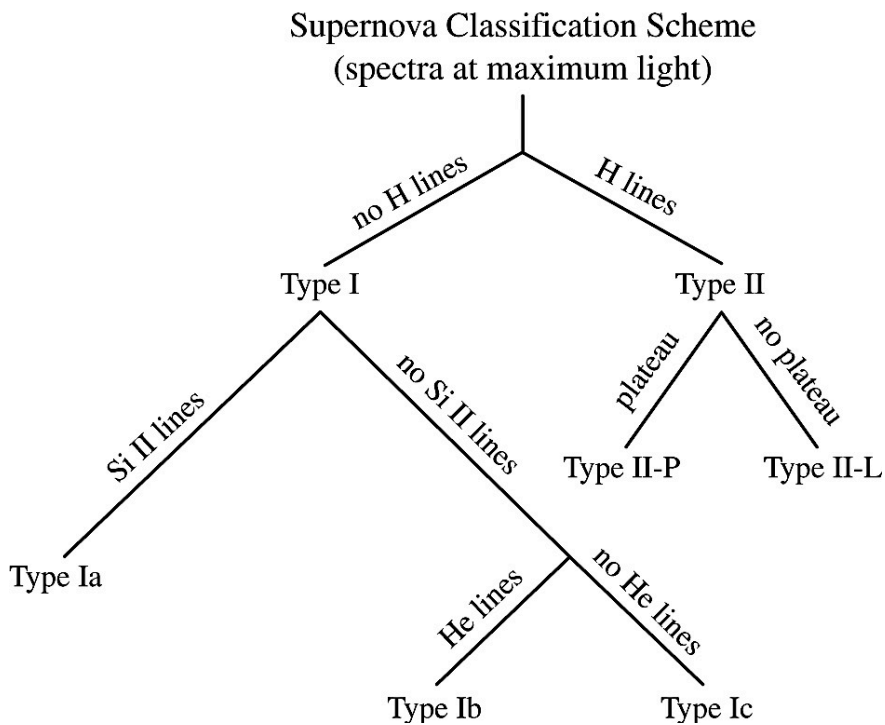 Supernova Classification Scheme
(spectra at maximum light)
no H lines
H lines
Type I
Type II
Si II lines
no Si II lines
plateau
no plateau
Type II-P
Type II-L
Type Ia
He lines
no He lines
Type Ib
Type Ic